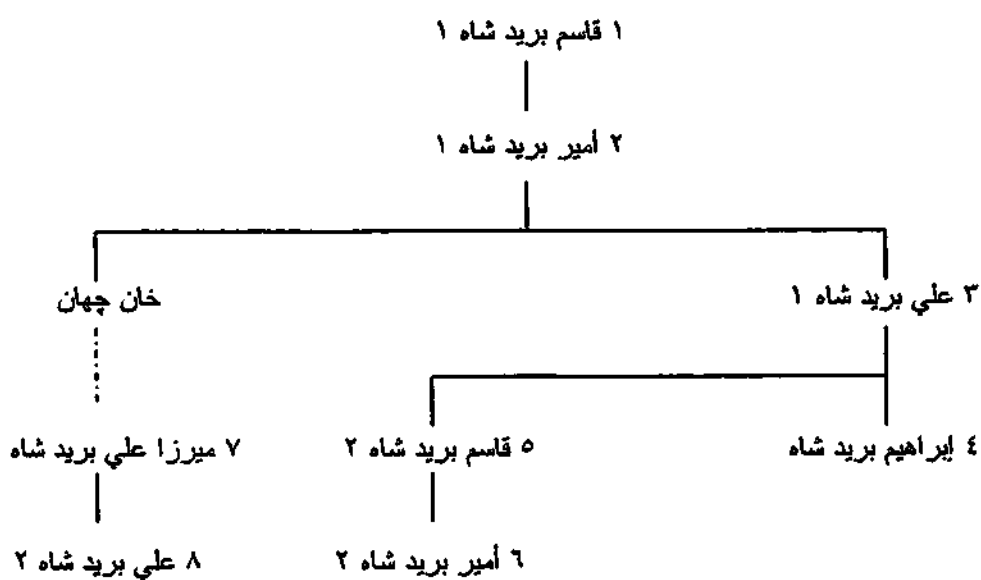 ١ قاسم بريد شاه ١
٢ أمير بريد شاه ١
٣ علي بريد شاه ١
خان چهان
٤ إبراهيم بريد شاه
٥ قاسم بريد شاه ٢
٧ ميرزا علي بريد شاه
٦ أمير بريد شاه ٢
٨ علي بريد شاه ٢